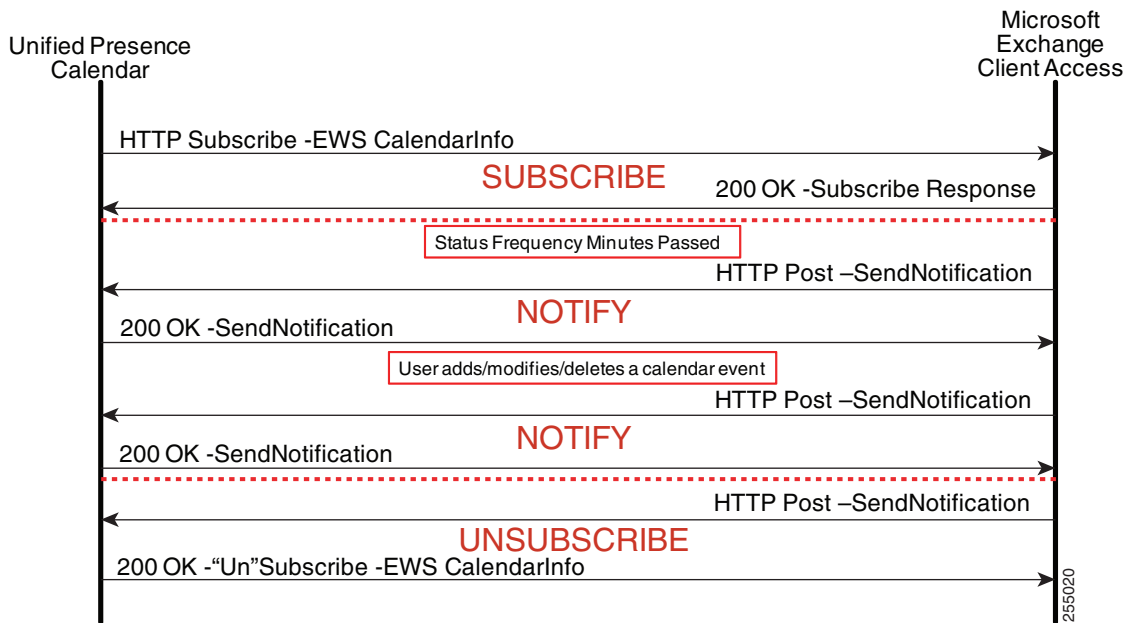 Unified Presence
Calendar
Microsoft
Exchange
Client Access
HTTP Subscribe -EWS CalendarInfo
SUBSCRIBE
200 OK -Subscribe Response
Status Frequency Minutes Passed
HTTP Post –SendNotification
NOTIFY
200 OK -SendNotification
User adds/modifies/deletes a calendar event
HTTP Post –SendNotification
NOTIFY
200 OK -SendNotification
HTTP Post –SendNotification
UNSUBSCRIBE
200 OK -“Un”Subscribe -EWS CalendarInfo
255020